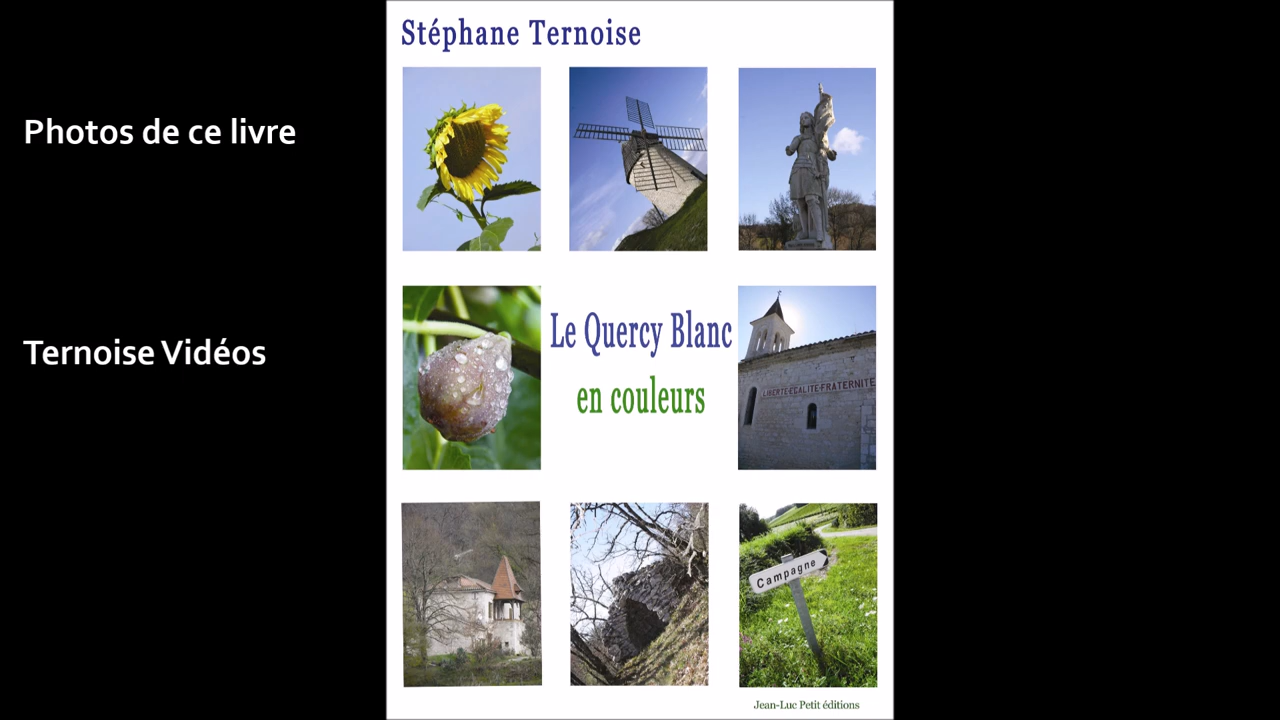 Photos de ce livre
Ternoise Vidéos
Stéphane Ternoise
Le Quercy Blanc
en couleurs
LIBERTE-EGALITE-FRATERNITE
Campagne
Jean-Luc Petit éditions